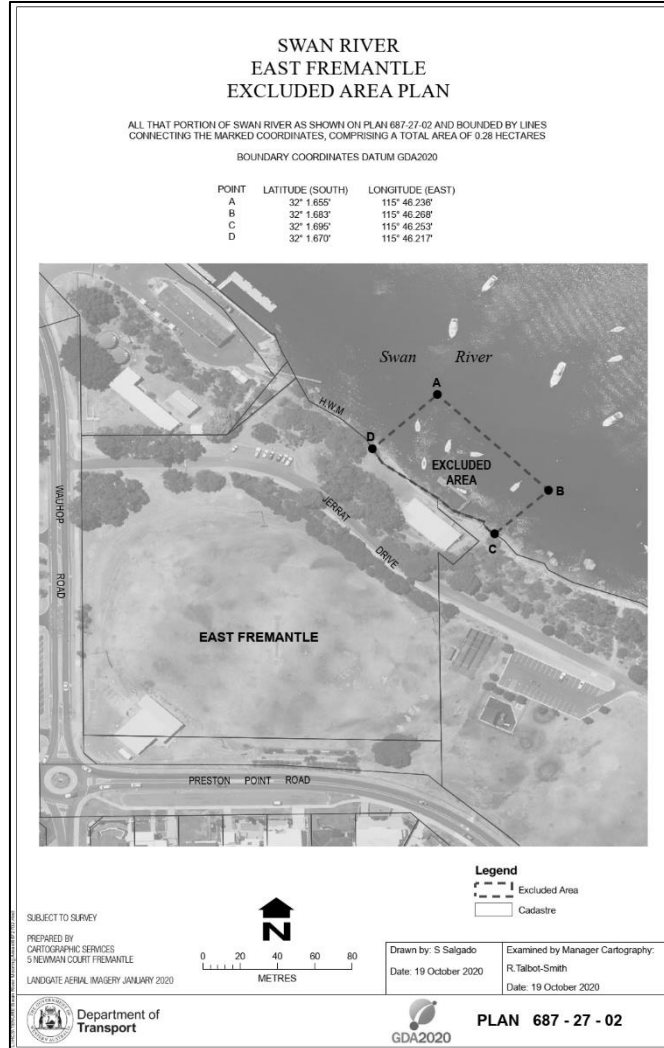 SWAN RIVER
EAST FREMANTLE
EXCLUDED AREA PLAN
ALL THAT PORTION OF SWAN RIVER AS SHOWN ON PLAN 687-27-02 AND BOUNDED BY LINES
CONNECTING THE MARKED COORDINATES, COMPRISING A TOTAL AREA OF 0.28 HECTARES
BOUNDARY COORDINATES DATUM GDA2020
POINT LATITUDE (SOUTH) LONGITUDE (EAST)
A 32° 1.655' 115° 46.236'
B 32° 1.683' 115° 46.268'
C 32° 1.695' 115° 46.253'
D 32° 1.670' 115° 46.217'
Swan River
A
H.W.M
D
EXCLUDED
AREA
B
C
WAUHOP ROAD
JERRAT DRIVE
EAST FREMANTLE
PRESTON POINT ROAD
Legend
Excluded Area
Cadastre
SUBJECT TO SURVEY
PREPARED BY
CARTOGRAPHIC SERVICES
5 NEWMAN COURT FREMANTLE
LANDGATE AERIAL IMAGERY JANUARY 2020
N
0 20 40 60 80
METRES
Drawn by: S Salgado
Date: 19 October 2020
Examined by Manager Cartography:
R.Talbot-Smith
Date: 19 October 2020
Department of
Transport
GDA2020
PLAN 687 - 27 - 02